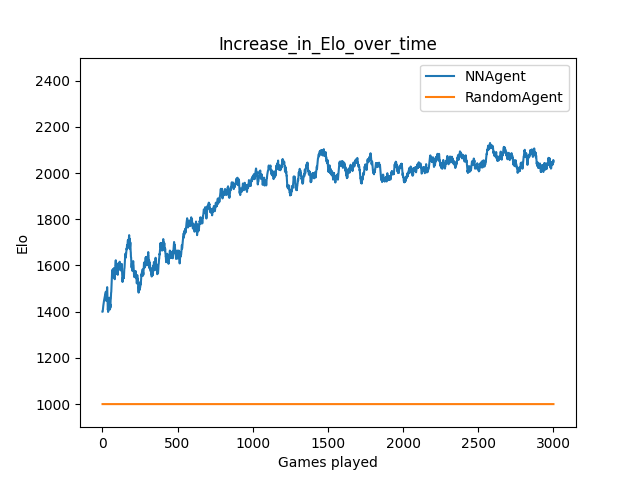 Increase_in_Elo_over_time
NNAgent
RandomAgent
2400
2200
2000
1800
1600
1400
1200
1000
Elo
0 500 1000 1500 2000 2500 3000
Games played